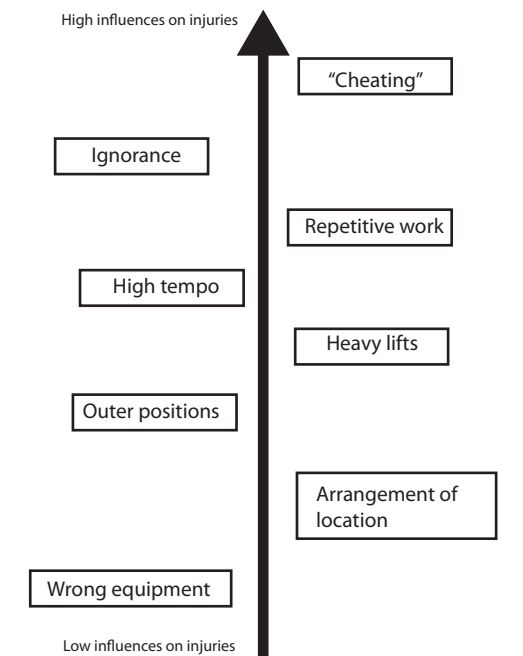 High influences on injuries
“Cheating”
Ignorance
Repetitive work
High tempo
Heavy lifts
Outer positions
Arrangement of
location
Wrong equipment
Low influences on injuries